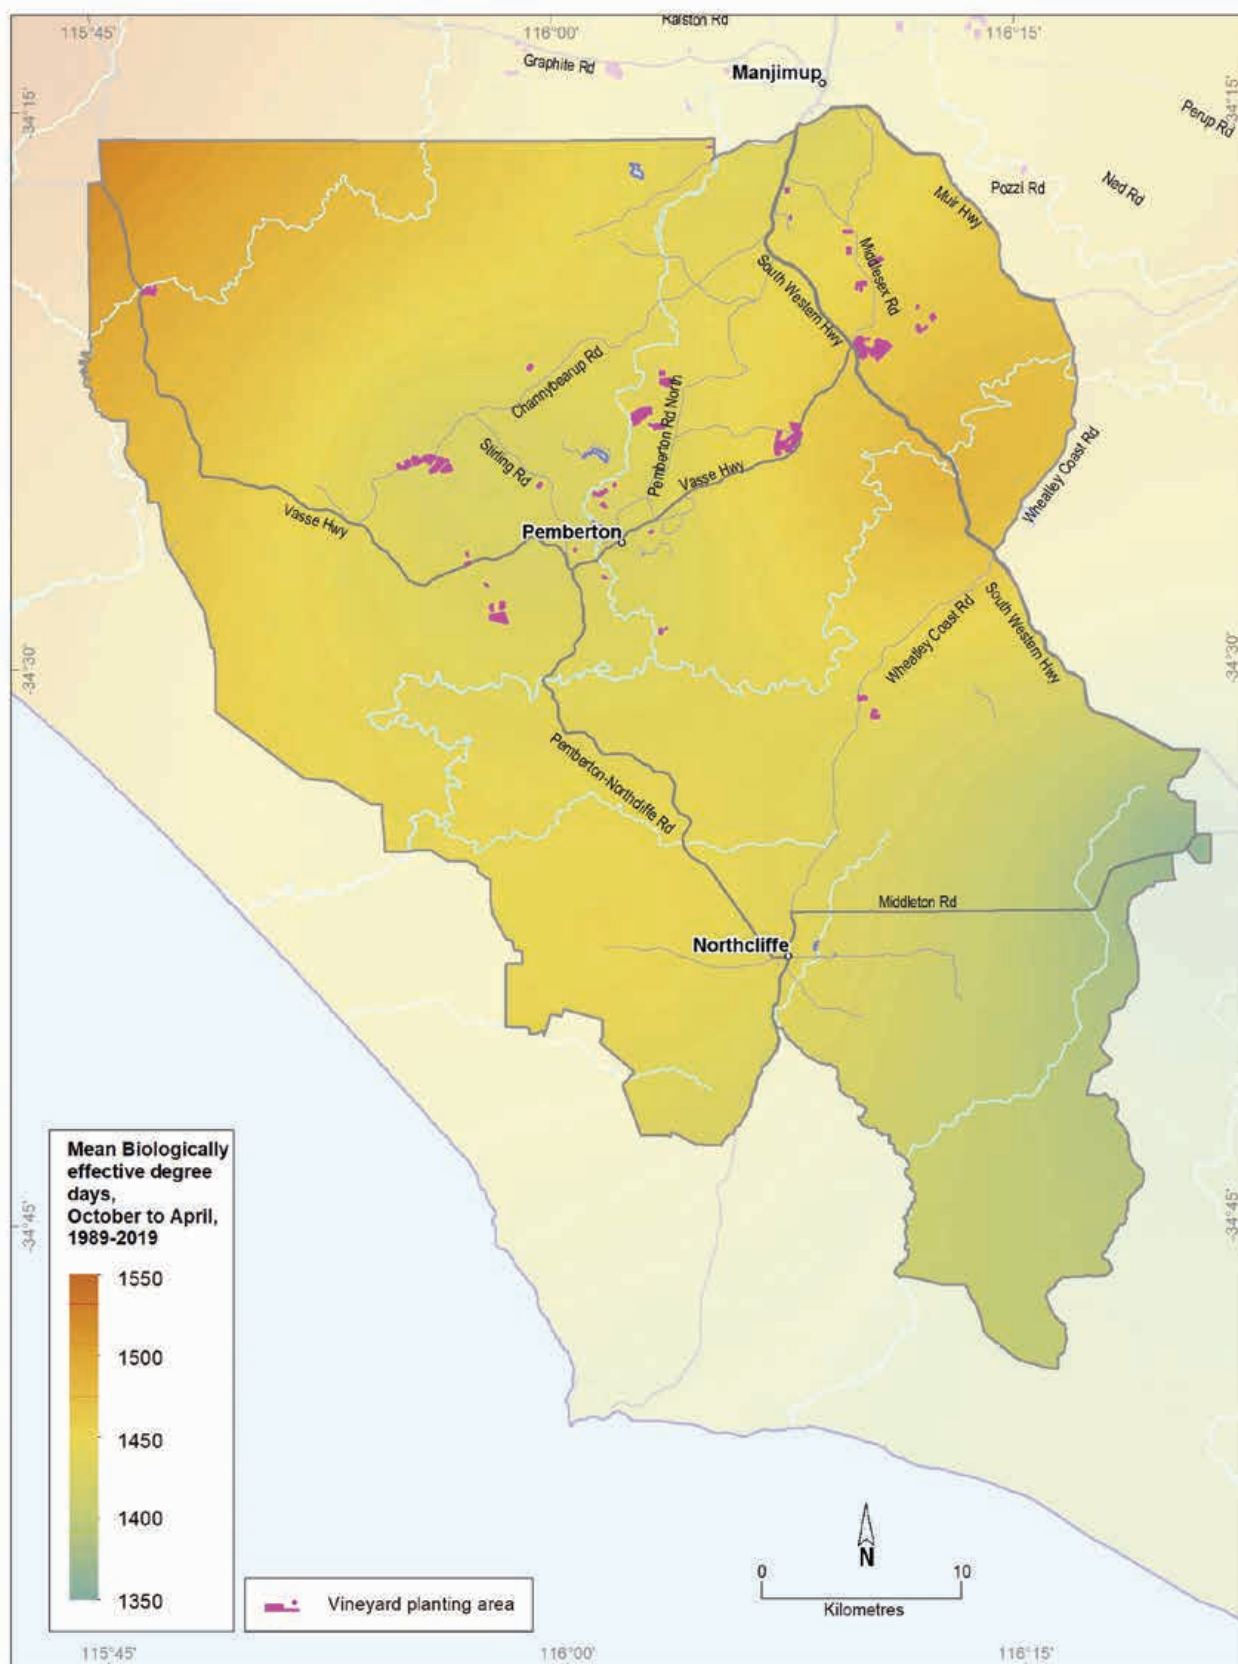 Ralston Rd
115°45'
116°00'
116°15'
Graphite Rd
Manjimup
-34°15'
-34°15'
Perup Rd
Pozzi Rd
Ned Rd
Muir Hwy
Middlesex Rd
South Western Hwy
Channybearup Rd
Pemberton Rd North
Stirling Rd
Vasse Hwy
Wheatley Coast Rd
Vasse Hwy
Pemberton
Wheatley Coast Rd
South Western Hwy
-34°30'
-34°30'
Pemberton-Northcliffe Rd
Middleton Rd
Northcliffe
Mean Biologically
effective degree
days,
October to April,
1989-2019
1550
1500
1450
1400
1350
-34°45'
-34°45'
Vineyard planting area
N
0 10
Kilometres
115°45'
116°00'
116°15'